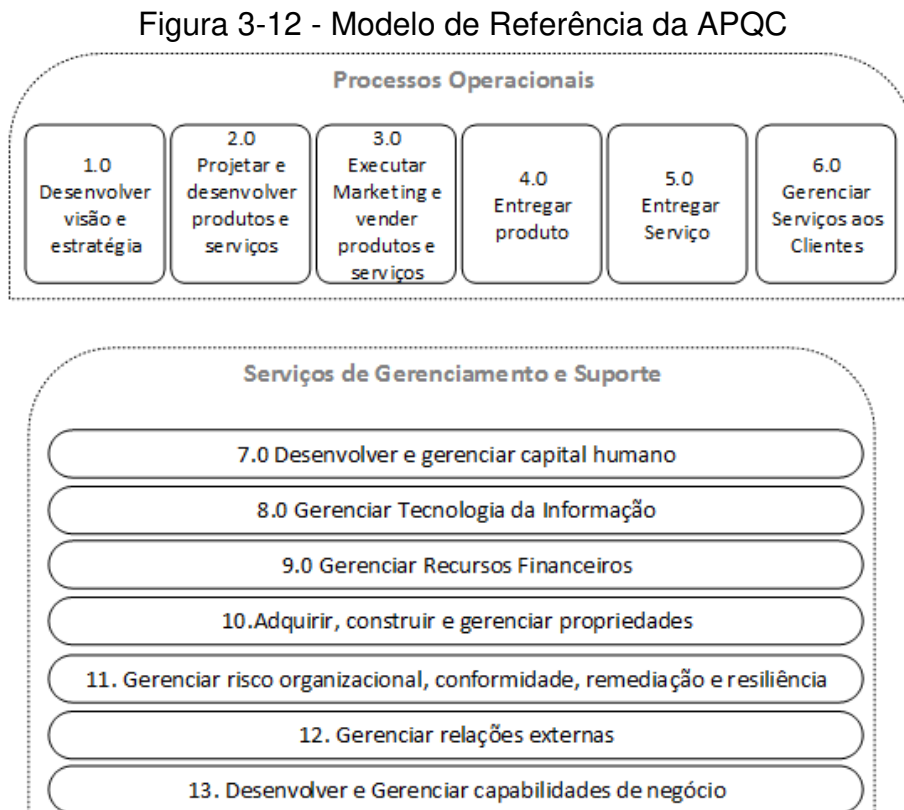 Figura 3-12 - Modelo de Referência da APQC
Processos Operacionais
1.0
Desenvolver
visão e
estratégia
2.0
Projetar e
desenvolver
produtos e
serviços
3.0
Executar
Marketing e
vender
produtos e
serviços
4.0
Entregar
produto
5.0
Entregar
Serviço
6.0
Gerenciar
Serviços aos
Clientes
Serviços de Gerenciamento e Suporte
7.0 Desenvolver e gerenciar capital humano
8.0 Gerenciar Tecnologia da Informação
9.0 Gerenciar Recursos Financeiros
10.Adquirir, construir e gerenciar propriedades
11. Gerenciar risco organizacional, conformidade, remediação e resiliência
12. Gerenciar relações externas
13. Desenvolver e Gerenciar capabilidades de negócio